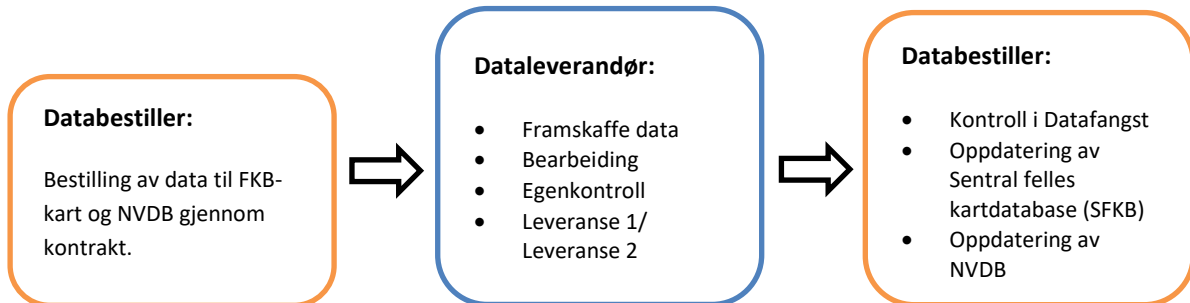 Databestiller:
Bestilling av data til FKB-
kart og NVDB gjennom
kontrakt.
Dataleverandør:
• Framskaffe data
• Bearbeiding
• Egenkontroll
• Leveranse 1/
Leveranse 2
Databestiller:
• Kontroll i Datafangst
• Oppdatering av
Sentral felles
kartdatabase (SFKB)
• Oppdatering av
NVDB